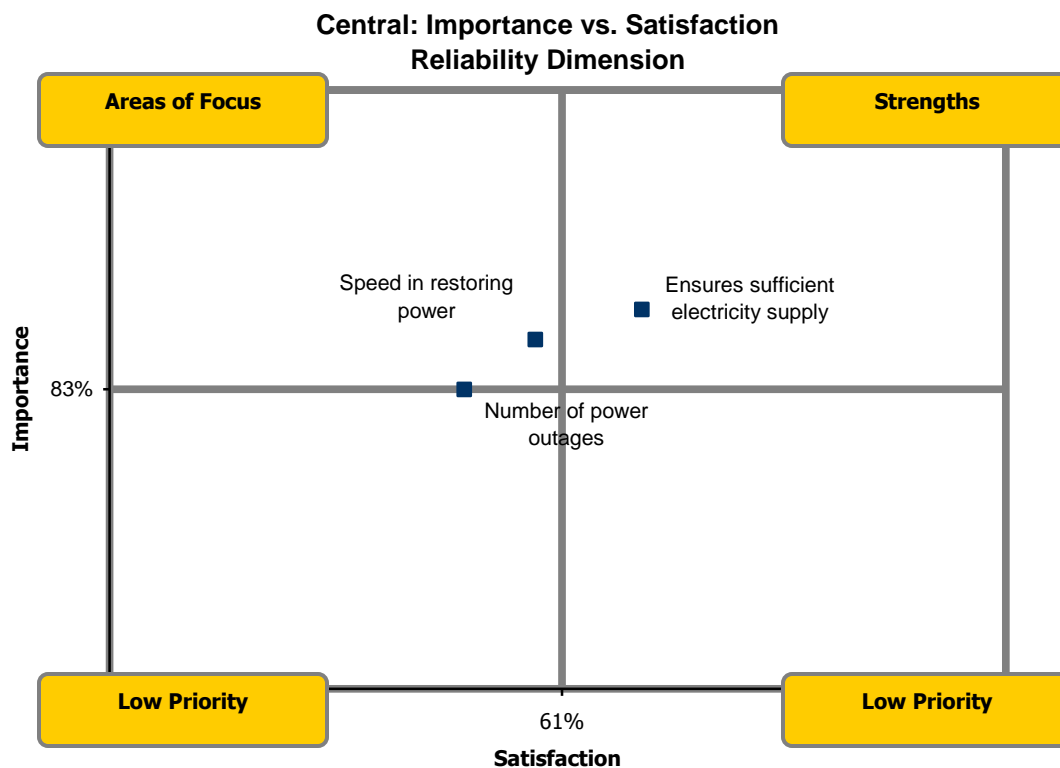 Central: Importance vs. Satisfaction
Reliability Dimension
Areas of Focus
Strengths
Speed in restoring
power
Ensures sufficient
electricity supply
83%
Number of power
outages
Importance
Low Priority
Low Priority
61%
Satisfaction